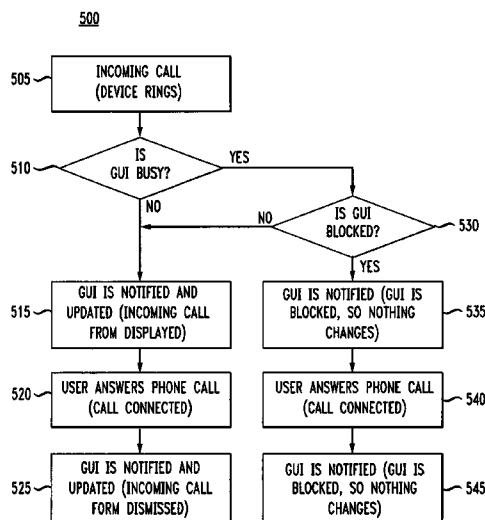 500
505
INCOMING CALL
(DEVICE RINGS)
510
IS
GUI BUSY?
YES
NO
NO
IS GUI
BLOCKED?
530
YES
515
GUI IS NOTIFIED AND
UPDATED (INCOMING CALL
FROM DISPLAYED)
GUI IS NOTIFIED (GUI IS
BLOCKED, SO NOTHING
CHANGES)
535
520
USER ANSWERS PHONE CALL
(CALL CONNECTED)
USER ANSWERS PHONE CALL
(CALL CONNECTED)
540
525
GUI IS NOTIFIED AND
UPDATED (INCOMING CALL
FORM DISMISSED)
GUI IS NOTIFIED (GUI IS
BLOCKED, SO NOTHING
CHANGES)
545